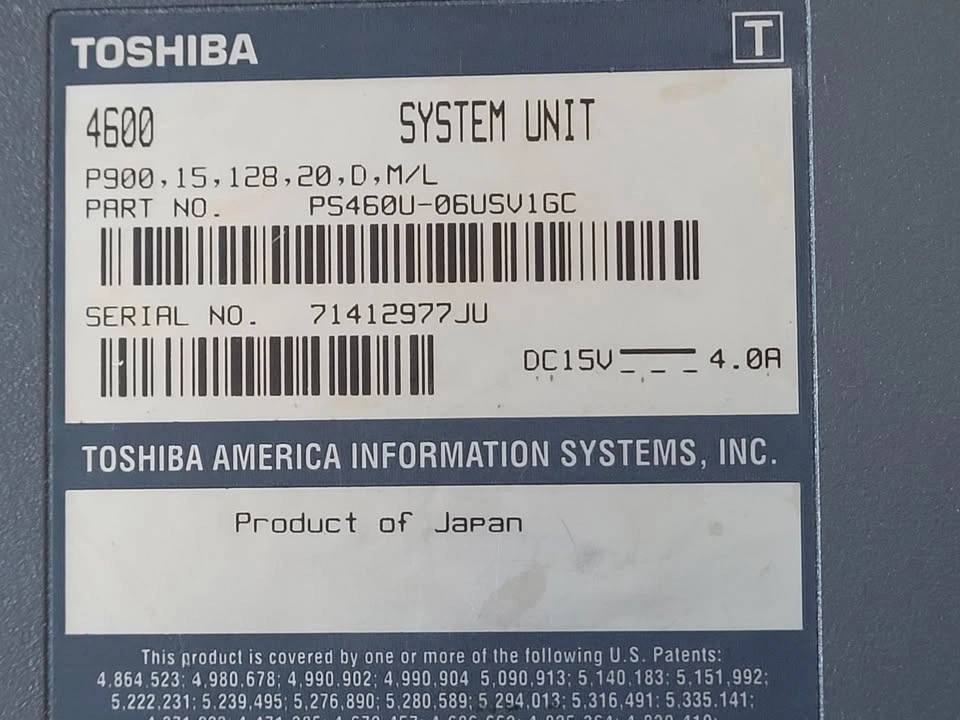 TOSHIBA
T
4600 SYSTEM UNIT
P900,15,128,20,D,M/L
PART NO. PS460U-06USV1GC
SERIAL NO. 71412977JU
DC15V 4.0A
TOSHIBA AMERICA INFORMATION SYSTEMS, INC.
Product of Japan
This product is covered by one or more of the following U.S. Patents:
4,864,523; 4,980,678; 4,990,902; 4,990,904 5,090,913; 5,140,183; 5,151,992;
5,222,231; 5,239,495; 5,276,890; 5,280,589; 5,294,013; 5,316,491; 5,335,141;